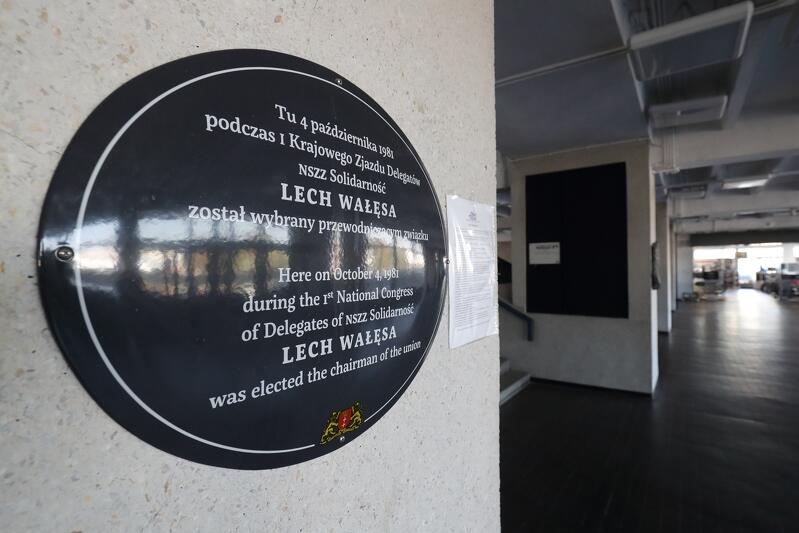 Tu 4 października 1981
podczas I Krajowego Zjazdu Delegatów
NSZZ Solidarność
LECH WAŁĘSA
został wybrany przewodniczącym związku
Here on October 4, 1981
during the 1st National Congress
of Delegates of NSZZ Solidarność
LECH WAŁĘSA
was elected the chairman of the union